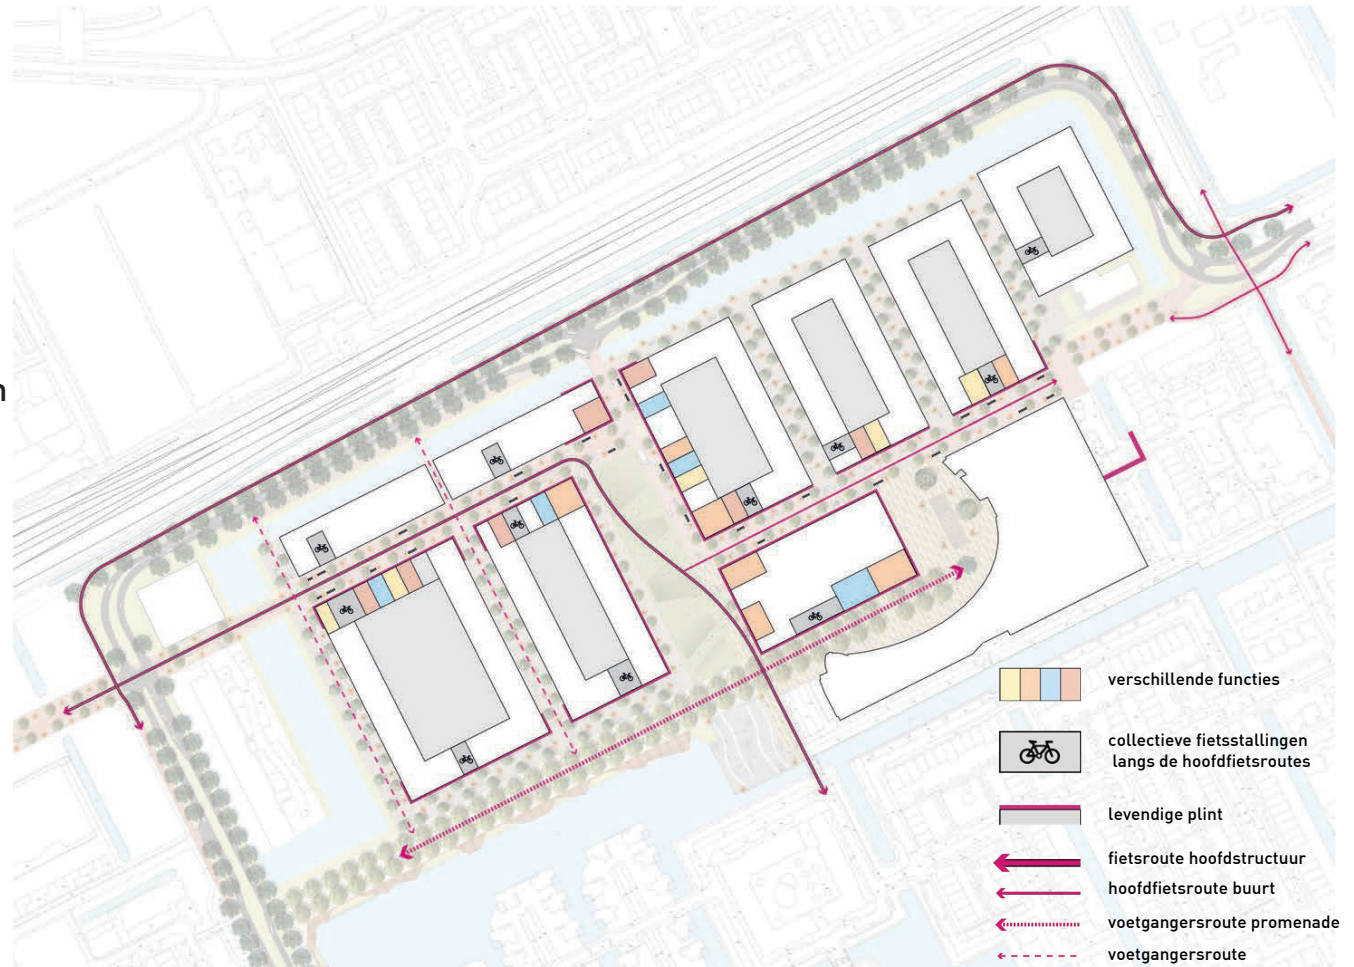 n
verschillende functies
collectieve fietsstallingen
langs de hoofdfietsroutes
levendige plint
fietsroute hoofdstructuur
hoofdfietsroute buurt
voetgangersroute promenade
voetgangersroute